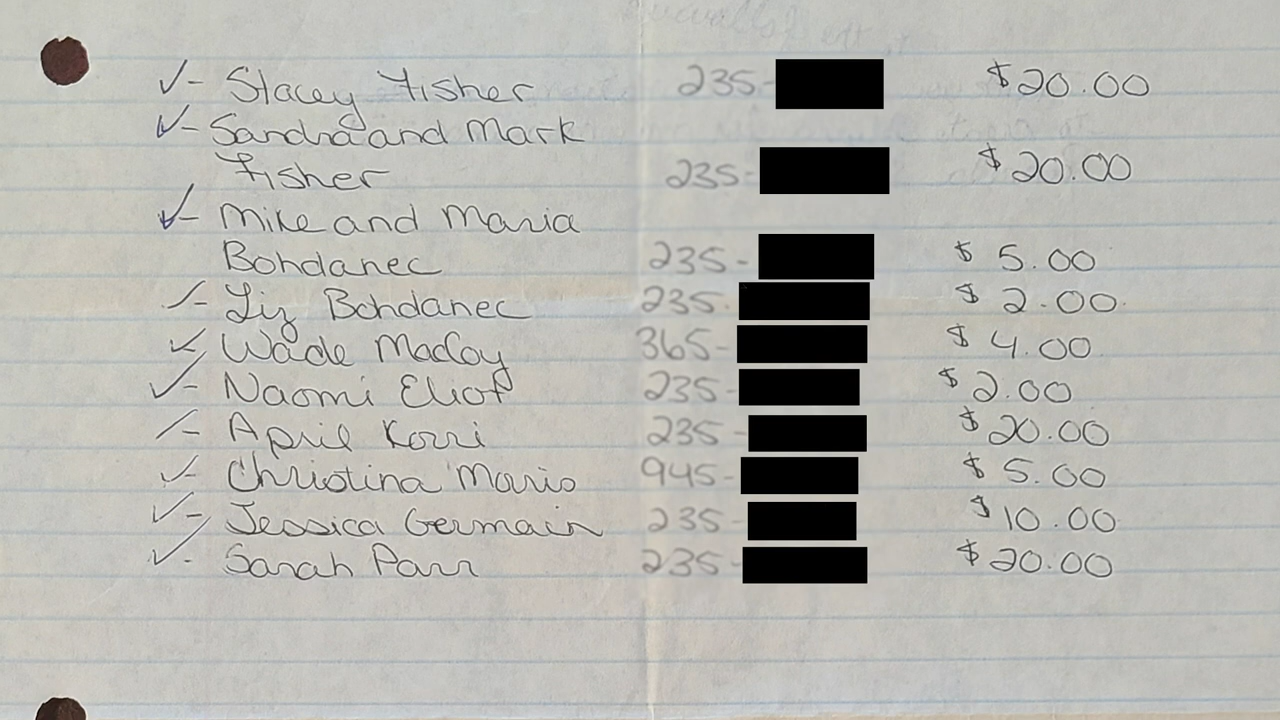 ✓- Stacey Fisher 235- $20.00
✓- Sandra and Mark
Fisher 235- $20.00
✓- Mike and Maria
Bohdanec 235- $ 5.00
✓- Liz Bohdanec 235- $ 2.00
✓- Wade MacCoy 365- $ 4.00
✓- Naomi Eliot 235- $2.00
✓- April Korri 235- $20.00
✓- Christina Maris 945- $ 5.00
✓- Jessica Germain 235- $10.00
✓- Sarah Parr 235- $20.00